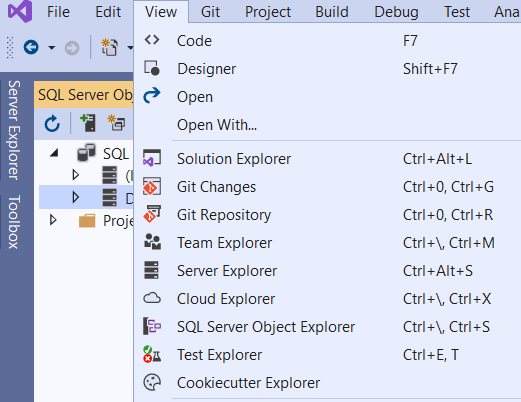 File Edit View Git Project Build Debug Test Ana
Code F7
Designer Shift+F7
Open
Open With...
Server Explorer
Toolbox
SQL Server Obj
SQL
(l
D
Proje
Solution Explorer Ctrl+Alt+L
Git Changes Ctrl+0, Ctrl+G
Git Repository Ctrl+0, Ctrl+R
Team Explorer Ctrl+\, Ctrl+M
Server Explorer Ctrl+Alt+S
Cloud Explorer Ctrl+\, Ctrl+X
SQL Server Object Explorer Ctrl+\, Ctrl+S
Test Explorer Ctrl+E, T
Cookiecutter Explorer